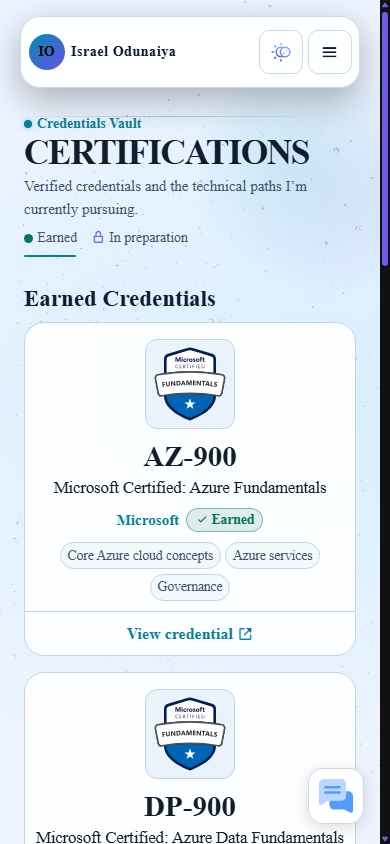 IO Israel Odunaiya
Credentials Vault
CERTIFICATIONS
Verified credentials and the technical paths I’m
currently pursuing.
Earned In preparation
Earned Credentials
Microsoft
CERTIFIED
FUNDAMENTALS
AZ-900
Microsoft Certified: Azure Fundamentals
Microsoft Earned
Core Azure cloud concepts Azure services
Governance
View credential
Microsoft
CERTIFIED
FUNDAMENTALS
DP-900
Microsoft Certified: Azure Data Fundamentals